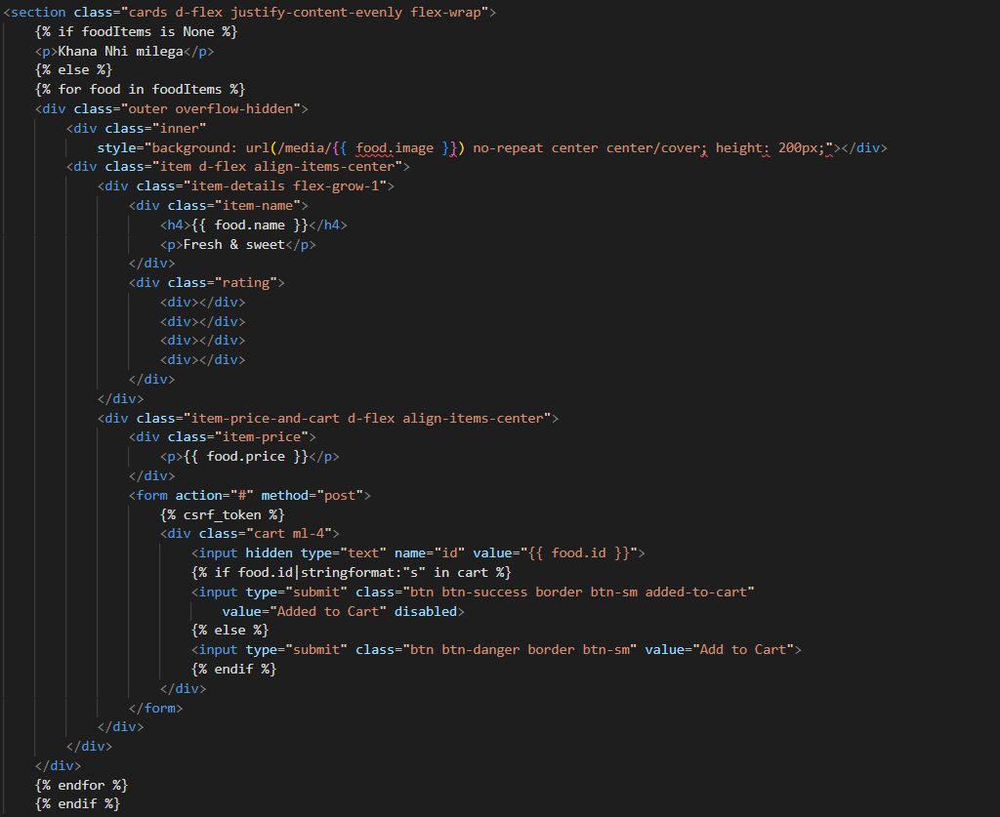 <section class="cards d-flex justify-content-evenly flex-wrap">
{% if foodItems is None %}
<p>Khana Nhi milega</p>
{% else %}
{% for food in foodItems %}
<div class="outer overflow-hidden">
<div class="inner"
style="background: url(/media/{{ food.image }}) no-repeat center center/cover; height: 200px;"></div>
<div class="item d-flex align-items-center">
<div class="item-details flex-grow-1">
<div class="item-name">
<h4>{{ food.name }}</h4>
<p>Fresh & sweet</p>
</div>
<div class="rating">
<div></div>
<div></div>
<div></div>
<div></div>
</div>
</div>
<div class="item-price-and-cart d-flex align-items-center">
<div class="item-price">
<p>{{ food.price }}</p>
</div>
<form action="#" method="post">
{% csrf_token %}
<div class="cart ml-4">
<input hidden type="text" name="id" value="{{ food.id }}">
{% if food.id|stringformat:"s" in cart %}
<input type="submit" class="btn btn-success border btn-sm added-to-cart"
value="Added to Cart" disabled>
{% else %}
<input type="submit" class="btn btn-danger border btn-sm" value="Add to Cart">
{% endif %}
</div>
</form>
</div>
</div>
</div>
{% endfor %}
{% endif %}